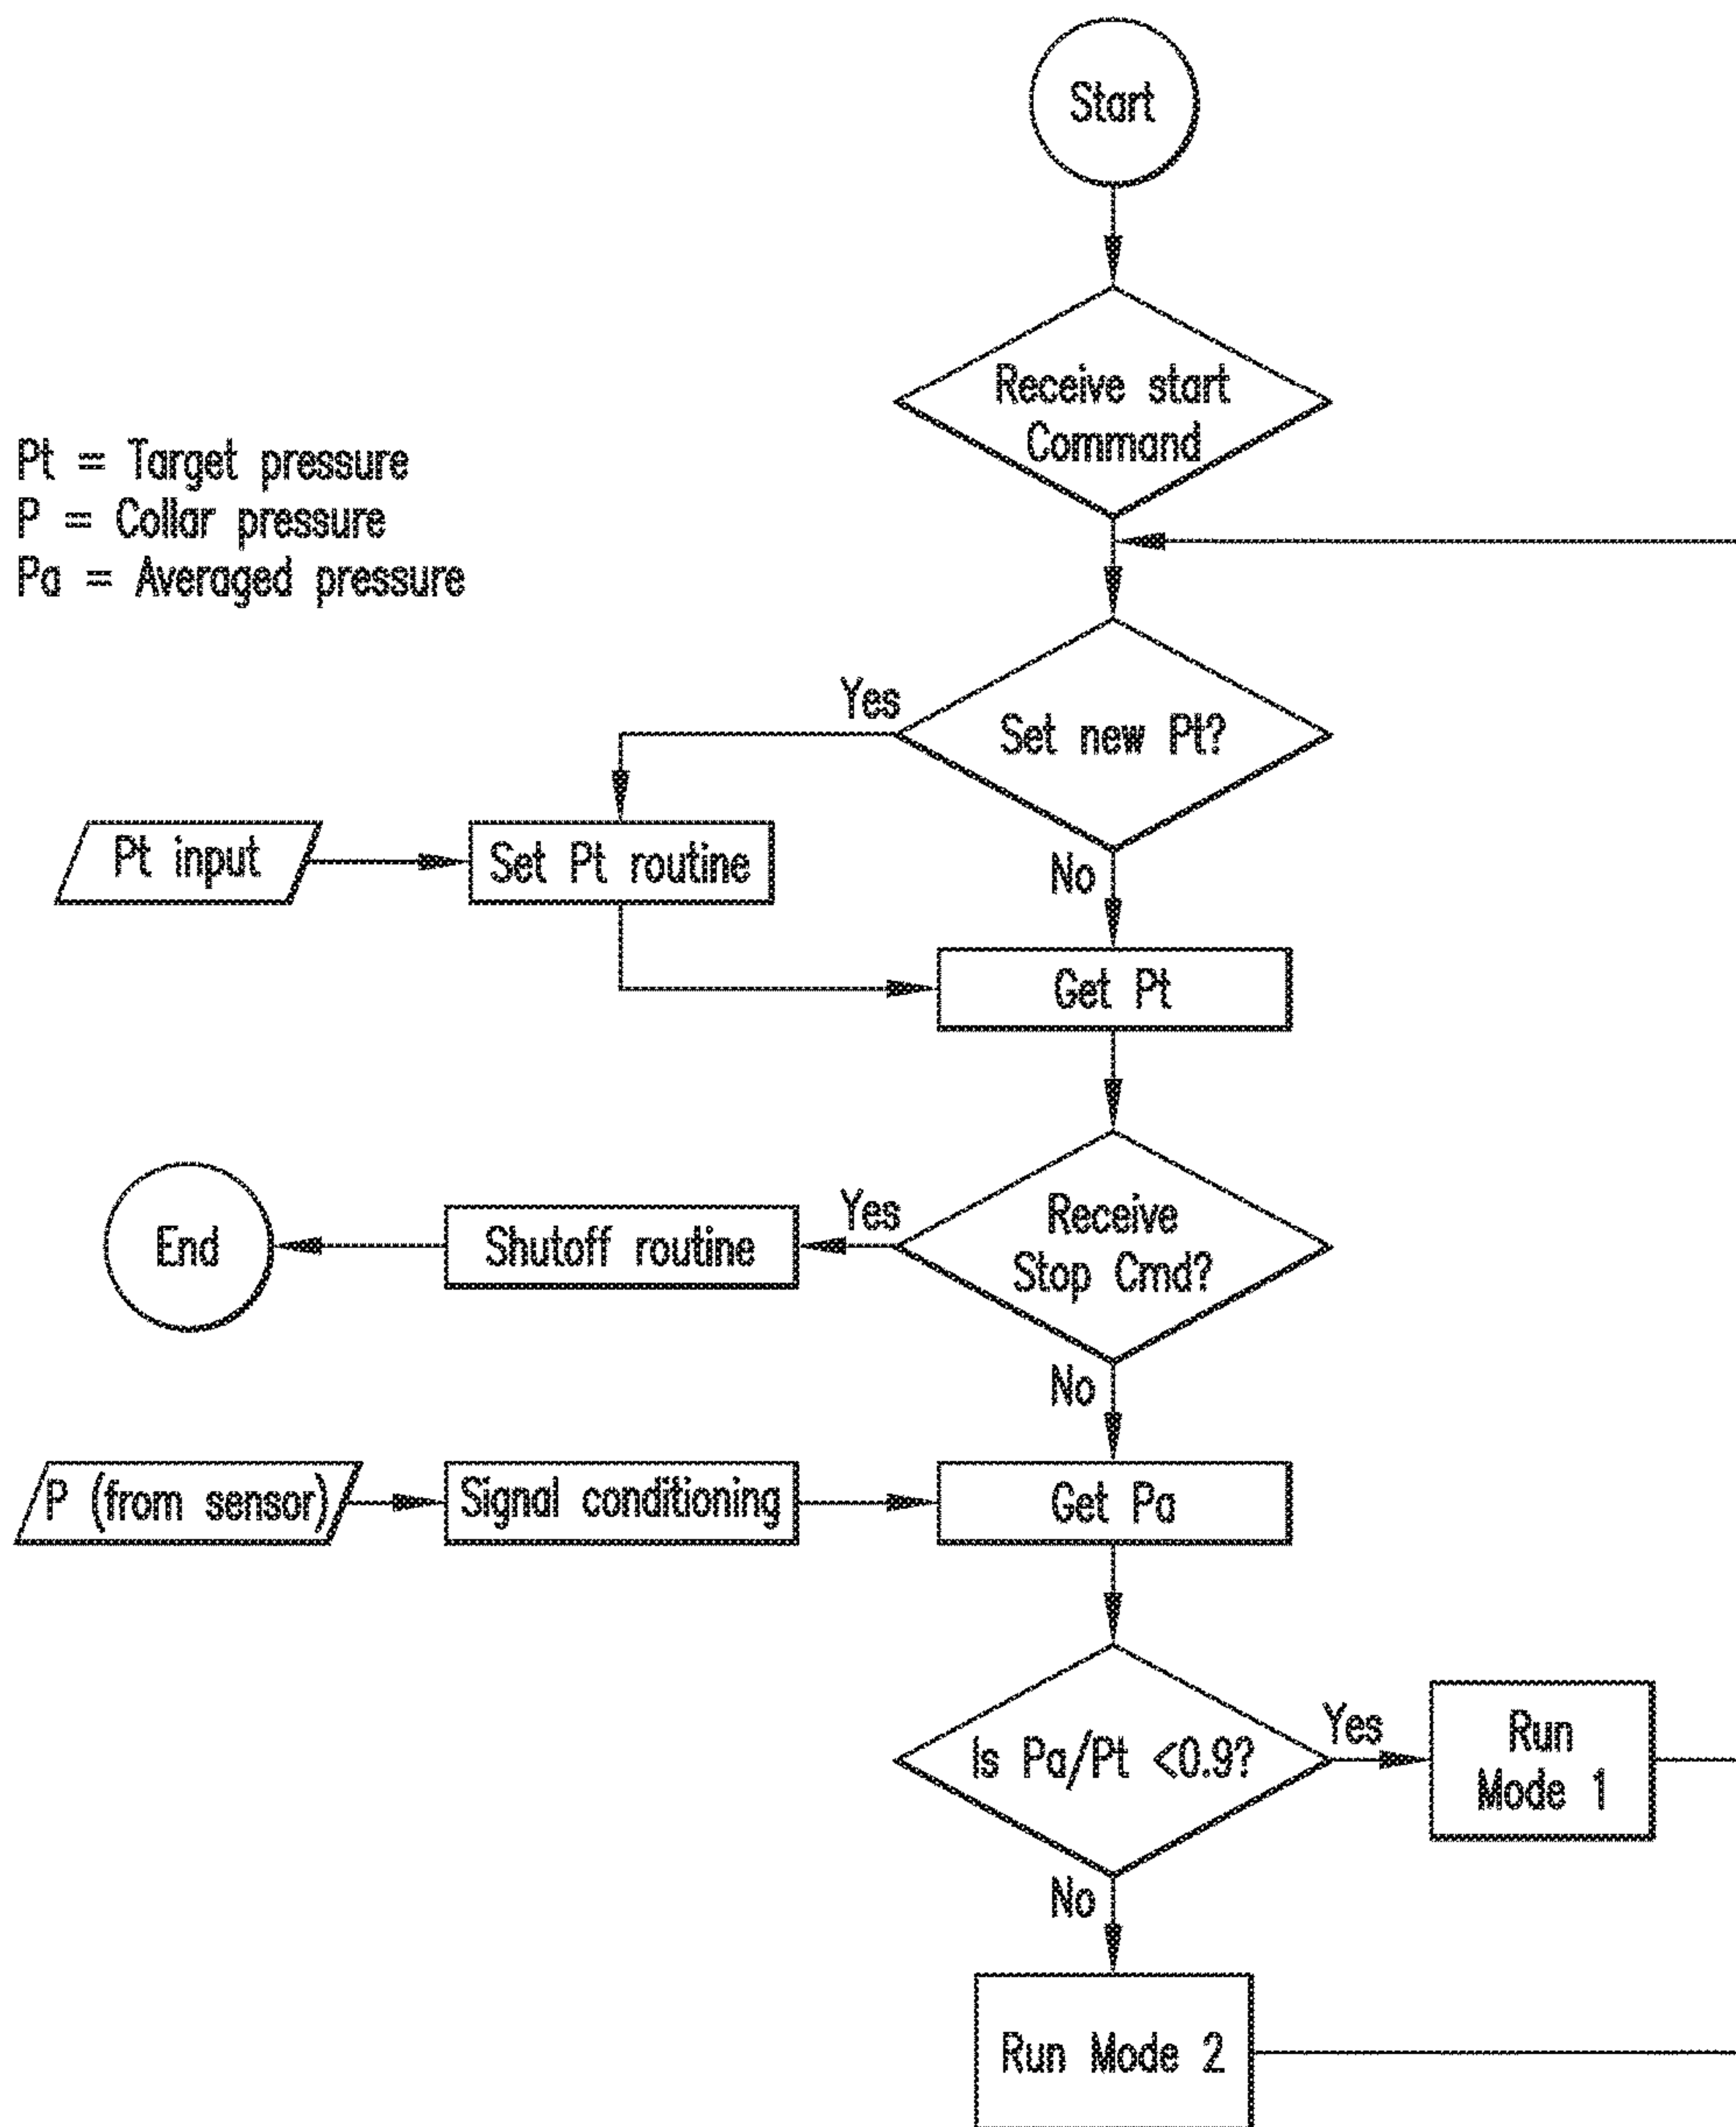 Start
Receive start
Command
Pt = Target pressure
P = Collar pressure
Pa = Averaged pressure
Yes
Set new Pt?
Pt input
Set Pt routine
No
Get Pt
End
Shutoff routine
Yes
Receive
Stop Cmd?
No
P (from sensor)
Signal conditioning
Get Pa
Is Pa/Pt <0.9?
Yes
Run
Mode 1
No
Run Mode 2